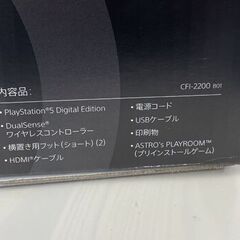 CFI-2200 B01
内容品:
• PlayStation®5 Digital Edition
• DualSense®
ワイヤレスコントローラー
• 横置き用フット(ショート) (2)
• HDMI®ケーブル
• 電源コード
• USBケーブル
• 印刷物
• ASTRO's PLAYROOM™
(プリインストールゲーム)